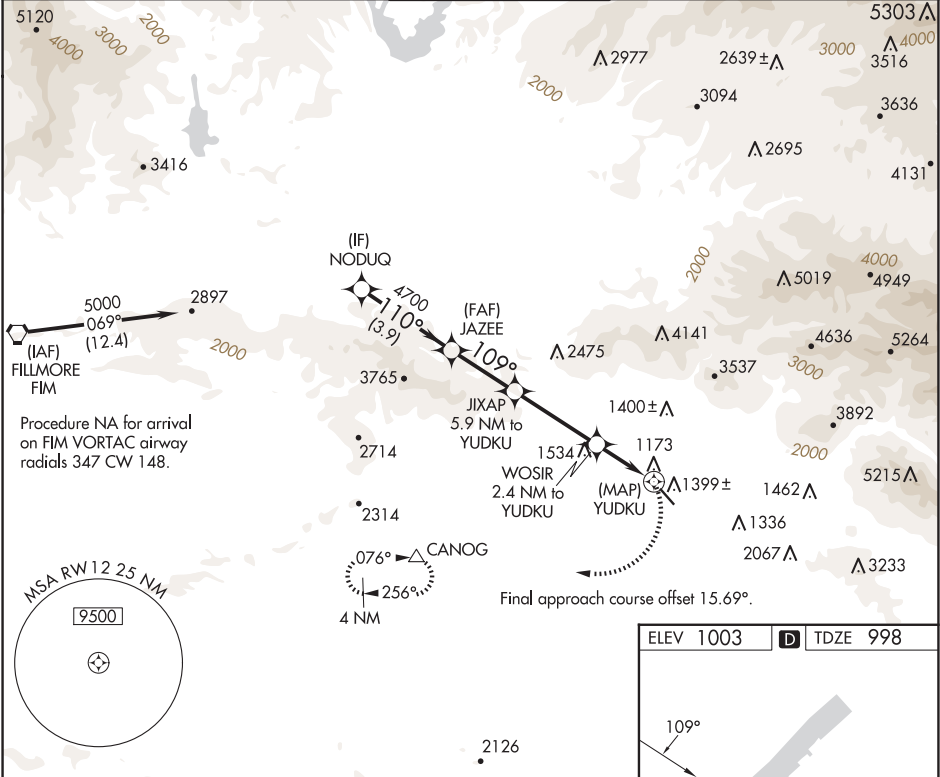 5120
4000
3000
2000
2977
2639±
5303
4000
3516
3000
2000
3094
3636
2695
3416
4131
(IF)
NODUQ
2000
4000
5019
4949
5000
069°
(12.4)
2897
4700
110°
(3.9)
(FAF)
JAZEE
109°
(IAF)
FILLMORE
FIM
2000
2475
4141
4636
5264
3000
3537
3765
JIXAP
5.9 NM to
YUDKU
1400±
3892
Procedure NA for arrival
on FIM VORTAC airway
radials 347 CW 148.
2714
1534
1173
2000
WOSIR
2.4 NM to
YUDKU
(MAP)
YUDKU
1399±
1462
5215
2314
1336
076°
CANOG
2067
3233
256°
4 NM
Final approach course offset 15.69°.
MSA RW12 25 NM
9500
ELEV 1003
D
TDZE 998
109°
2126